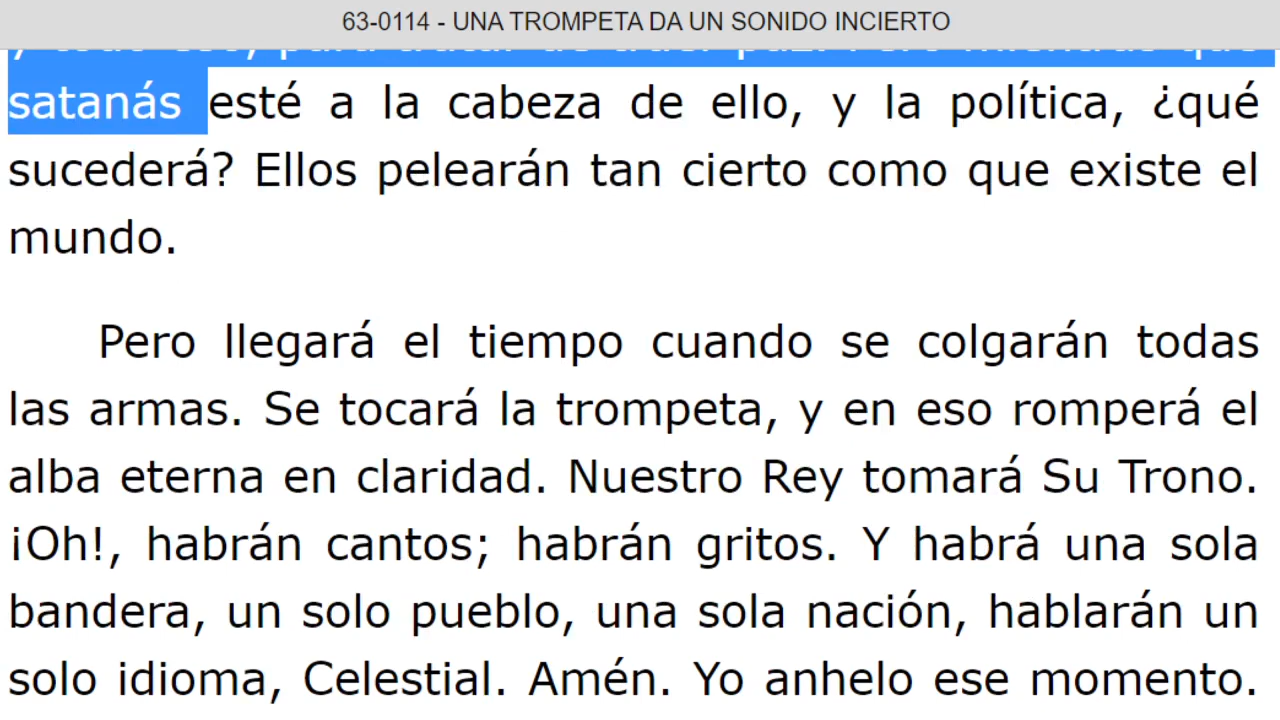 63-0114 - UNA TROMPETA DA UN SONIDO INCIERTO
satanás esté a la cabeza de ello, y la política, ¿qué
sucederá? Ellos pelearán tan cierto como que existe el
mundo.
Pero llegará el tiempo cuando se colgarán todas
las armas. Se tocará la trompeta, y en eso romperá el
alba eterna en claridad. Nuestro Rey tomará Su Trono.
¡Oh!, habrán cantos; habrán gritos. Y habrá una sola
bandera, un solo pueblo, una sola nación, hablarán un
solo idioma, Celestial. Amén. Yo anhelo ese momento.